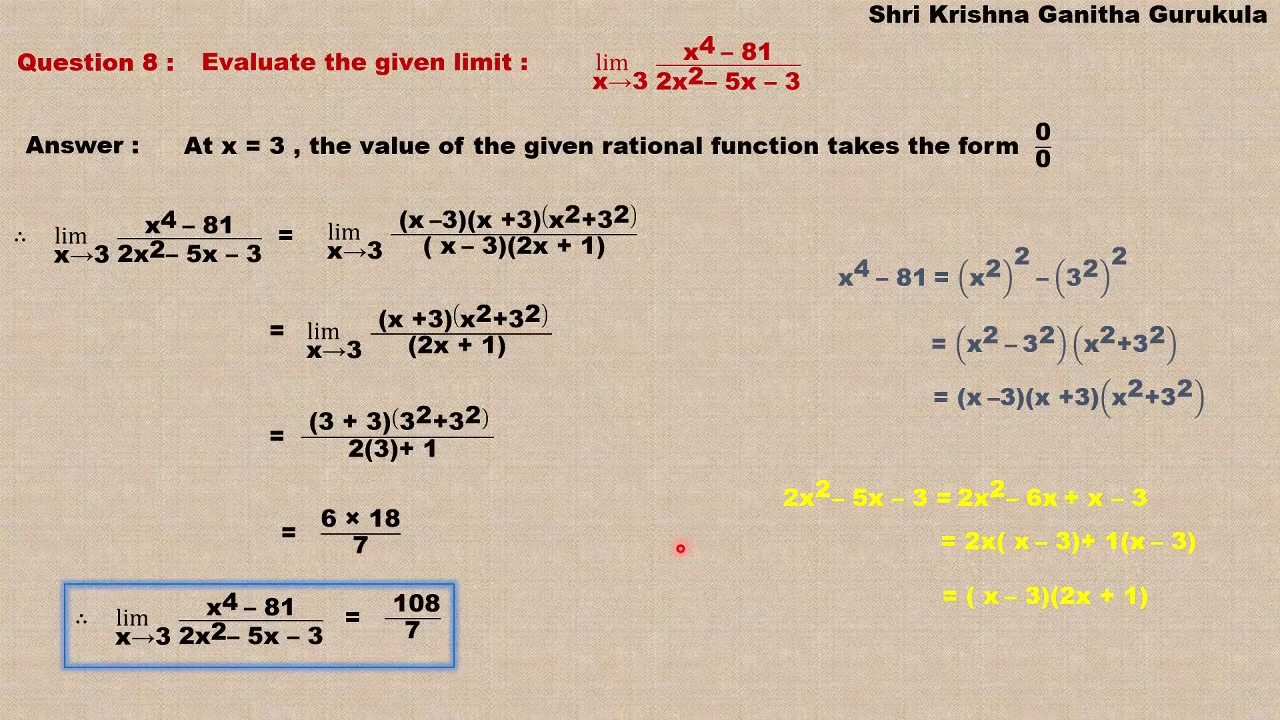 Shri Krishna Ganitha Gurukula
Question 8 : Evaluate the given limit : lim x→3 (x⁴ – 81)/(2x² – 5x – 3)
Answer : At x = 3 , the value of the given rational function takes the form 0/0
∴ lim x→3 (x⁴ – 81)/(2x² – 5x – 3) = lim x→3 ((x –3)(x +3)(x²+3²))/(( x – 3)(2x + 1))
= lim x→3 ((x +3)(x²+3²))/((2x + 1))
= ((3 + 3)(3²+3²))/(2(3)+ 1)
= (6 × 18)/7
∴ lim x→3 (x⁴ – 81)/(2x² – 5x – 3) = 108/7
x⁴ – 81 = (x²)² – (3²)²
= (x² – 3²)(x²+3²)
= (x –3)(x +3)(x²+3²)
2x² – 5x – 3 = 2x² – 6x + x – 3
= 2x( x – 3)+ 1(x – 3)
= ( x – 3)(2x + 1)